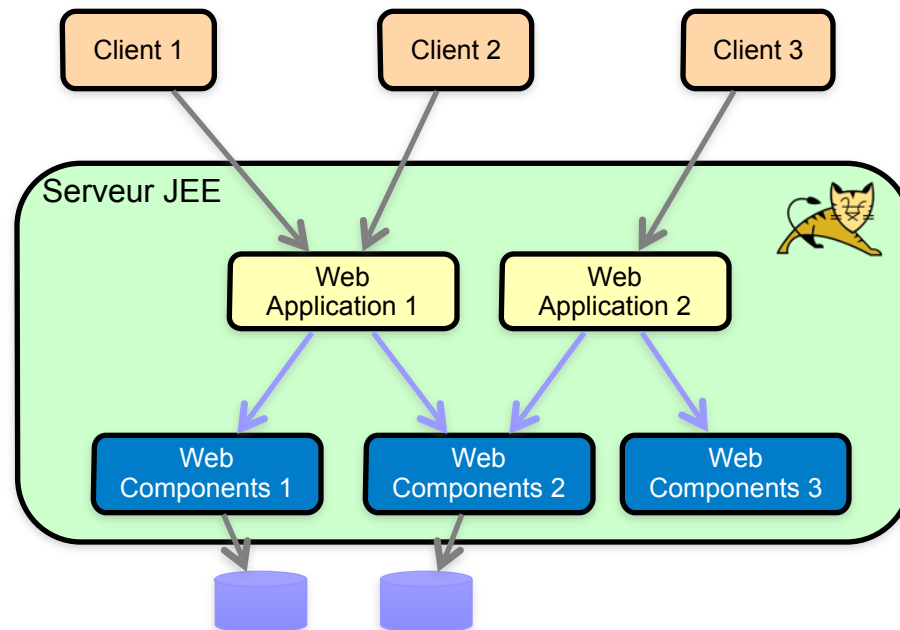 Client 1
Client 2
Client 3
Serveur JEE
Web
Application 1
Web
Application 2
Web
Components 1
Web
Components 2
Web
Components 3